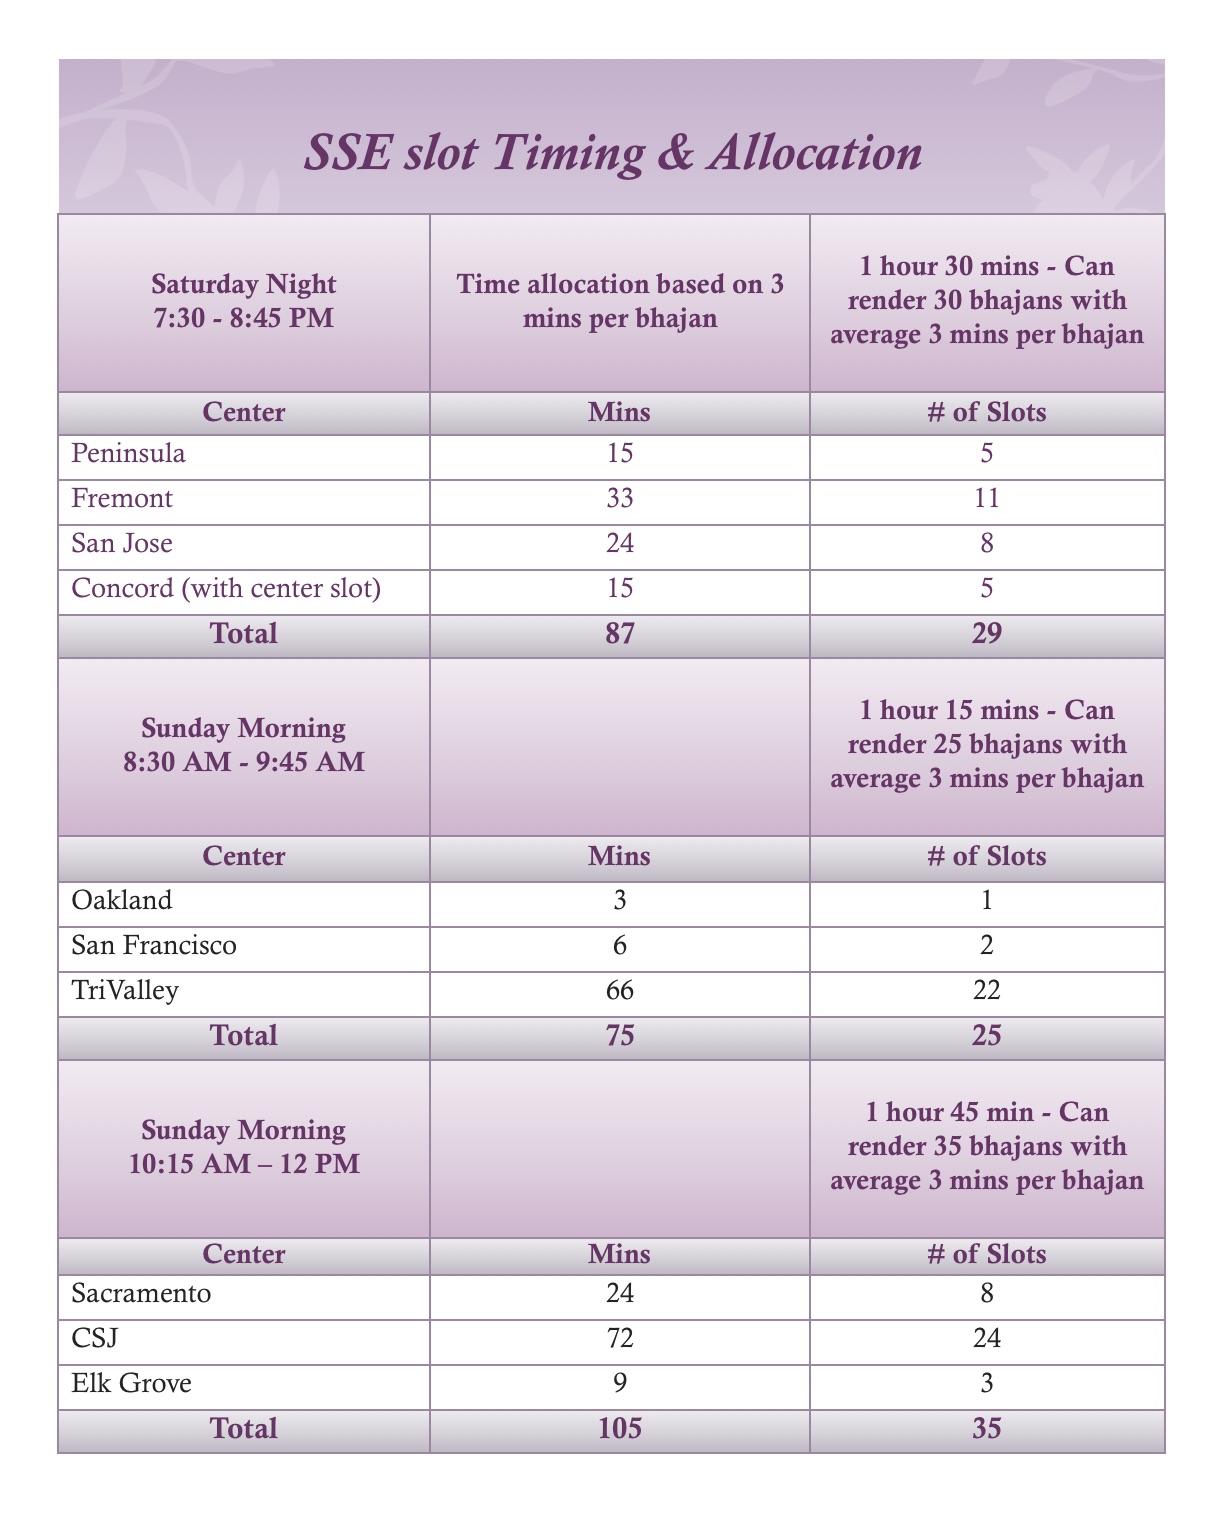 SSE slot Timing & Allocation
Saturday Night
7:30 - 8:45 PM
Time allocation based on 3
mins per bhajan
1 hour 30 mins - Can
render 30 bhajans with
average 3 mins per bhajan
Center Mins # of Slots
Peninsula 15 5
Fremont 33 11
San Jose 24 8
Concord (with center slot) 15 5
Total 87 29
Sunday Morning
8:30 AM - 9:45 AM
1 hour 15 mins - Can
render 25 bhajans with
average 3 mins per bhajan
Center Mins # of Slots
Oakland 3 1
San Francisco 6 2
TriValley 66 22
Total 75 25
Sunday Morning
10:15 AM – 12 PM
1 hour 45 min - Can
render 35 bhajans with
average 3 mins per bhajan
Center Mins # of Slots
Sacramento 24 8
CSJ 72 24
Elk Grove 9 3
Total 105 35